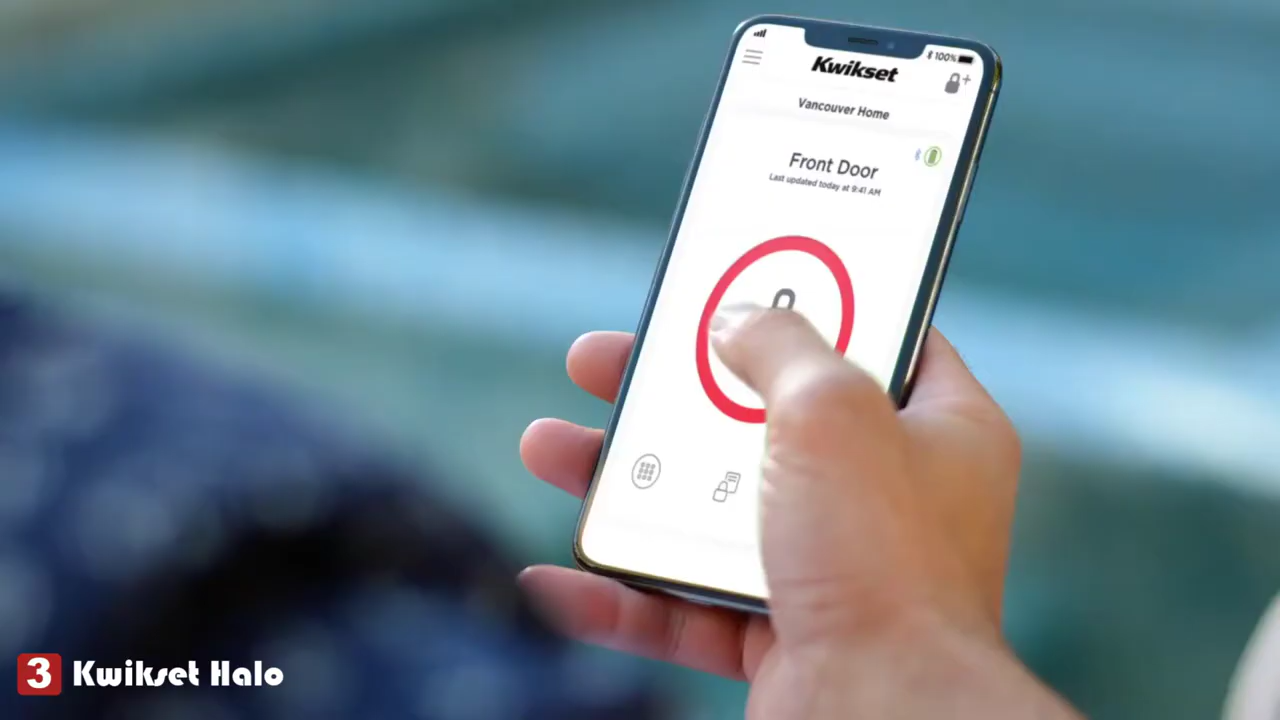 100%
Kwikset
Vancouver Home
Front Door
Last updated today at 9:41 AM
3 Kwikset Halo